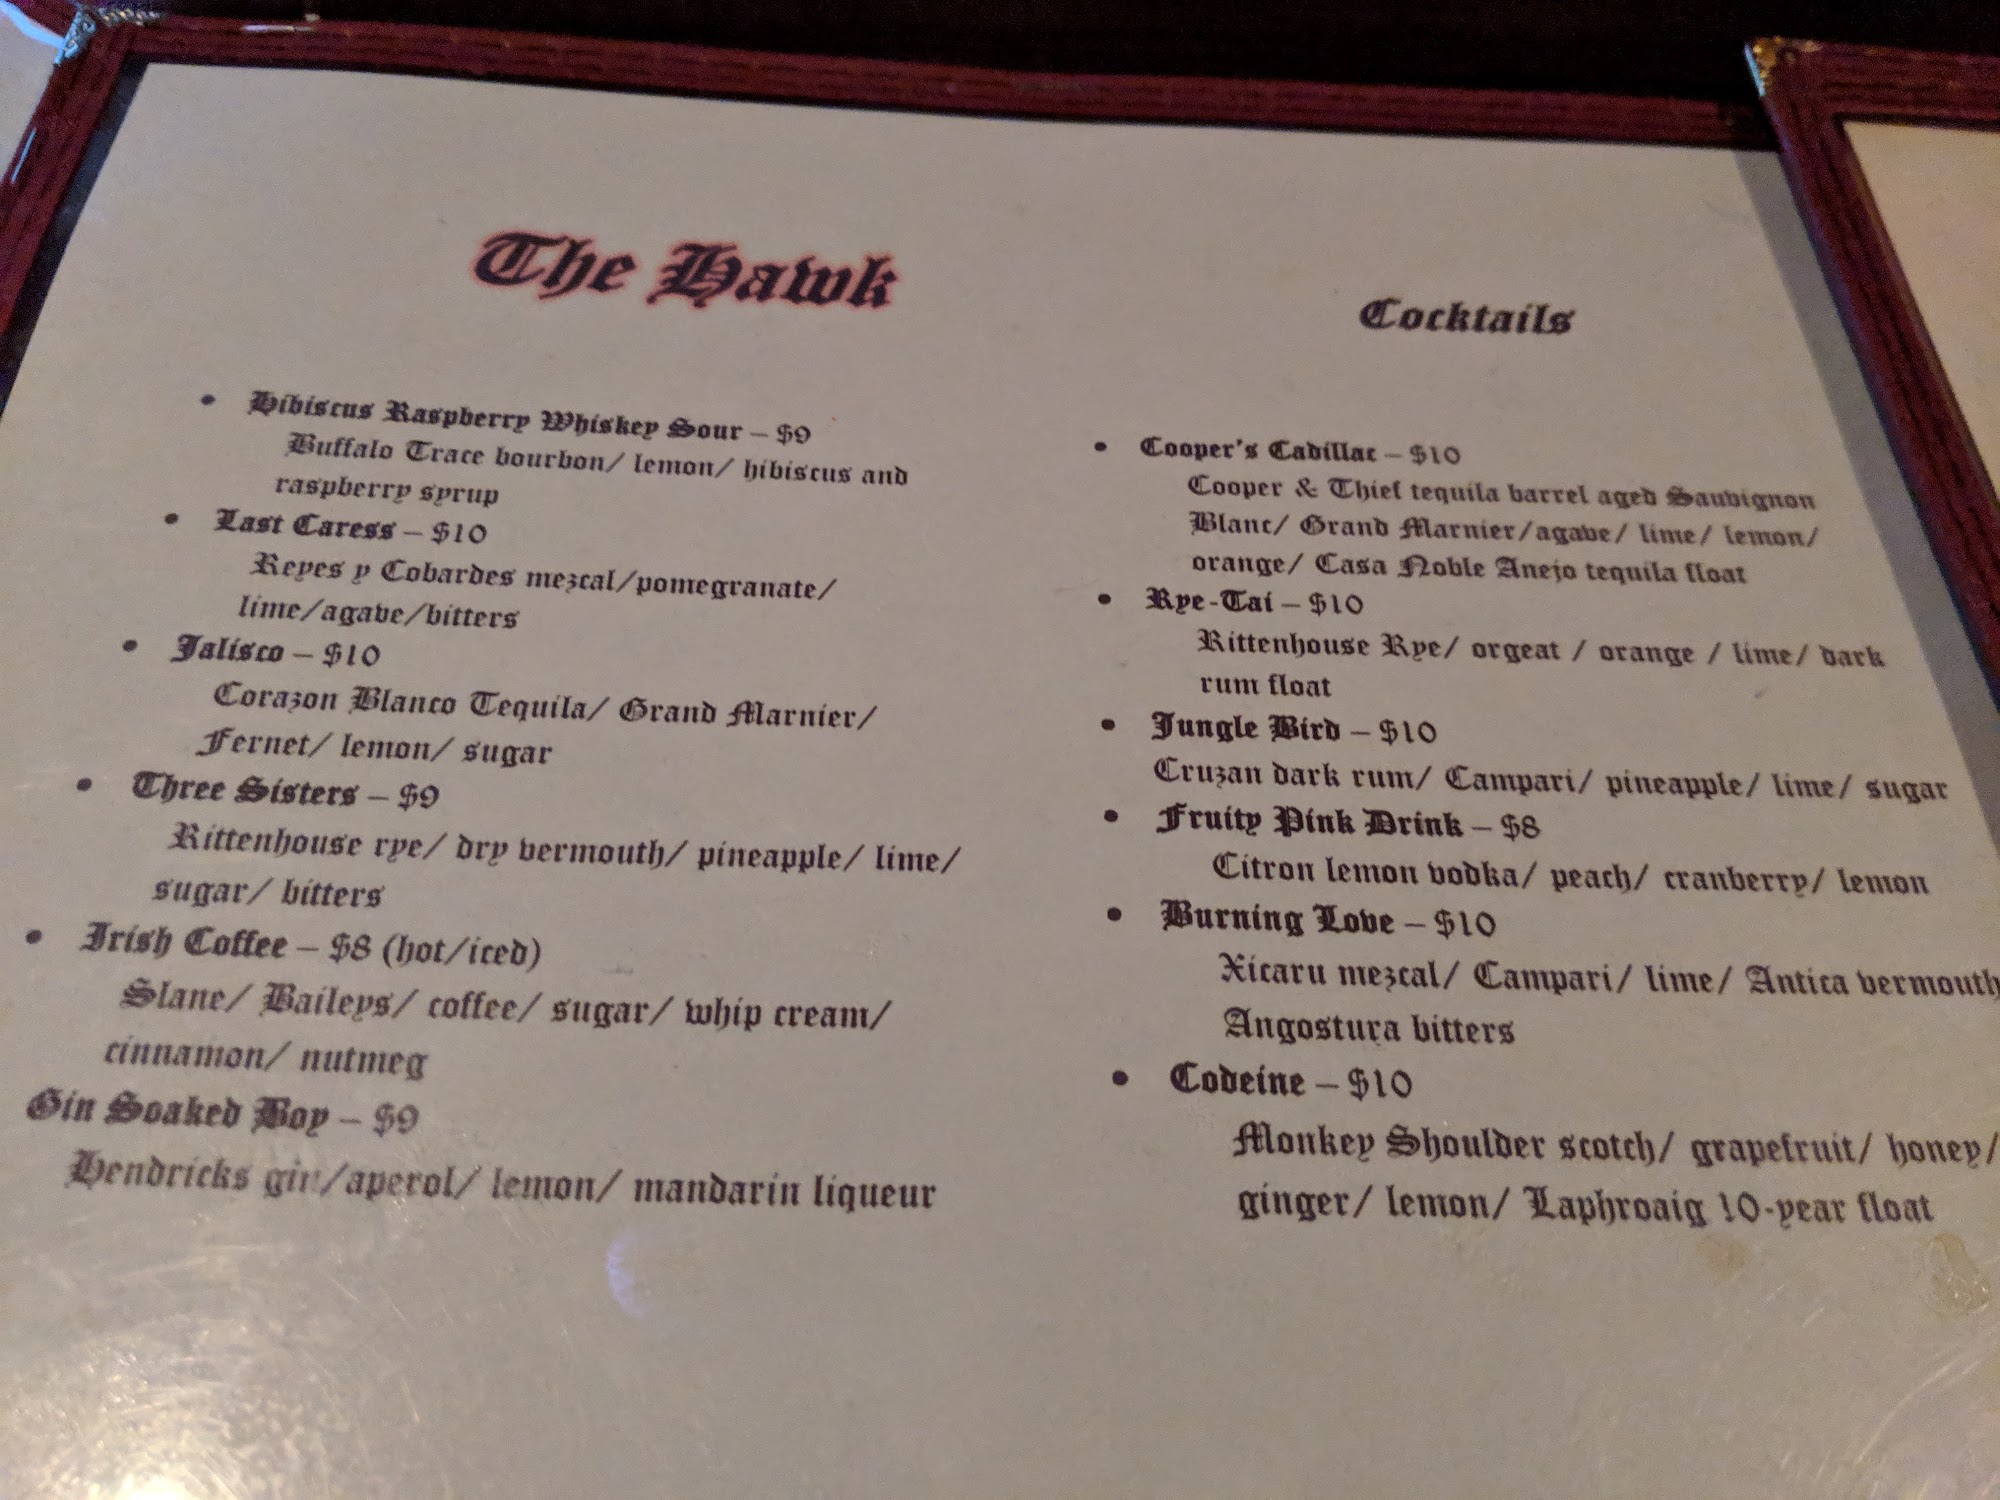 The Hawk
• Hibiscus Raspberry Whiskey Sour – $9
Buffalo Trace bourbon/ lemon/ hibiscus and
raspberry syrup
• Last Caress – $10
Reyes y Cobardes mezcal/pomegranate/
lime/agave/bitters
• Jalisco – $10
Corazon Blanco Tequila/ Grand Marnier/
Fernet/ lemon/ sugar
• Three Sisters – $9
Rittenhouse rye/ dry vermouth/ pineapple/ lime/
sugar/ bitters
• Irish Coffee – $8 (hot/iced)
Slane/ Baileys/ coffee/ sugar/ whip cream/
cinnamon/ nutmeg
Gin Soaked Boy – $9
Hendricks gin/aperol/ lemon/ mandarin liqueur
Cocktails
• Cooper's Cadillac – $10
Cooper & Thief tequila barrel aged Sauvignon
Blanc/ Grand Marnier/agave/ lime/ lemon/
orange/ Casa Noble Anejo tequila float
• Rye-Tai – $10
Rittenhouse Rye/ orgeat / orange / lime/ dark
rum float
• Jungle Bird – $10
Cruzan dark rum/ Campari/ pineapple/ lime/ sugar
• Fruity Pink Drink – $8
Citron lemon vodka/ peach/ cranberry/ lemon
• Burning Love – $10
Xicaru mezcal/ Campari/ lime/ Antica vermouth
Angostura bitters
• Codeine – $10
Monkey Shoulder scotch/ grapefruit/ honey/
ginger/ lemon/ Laphroaig 10-year float